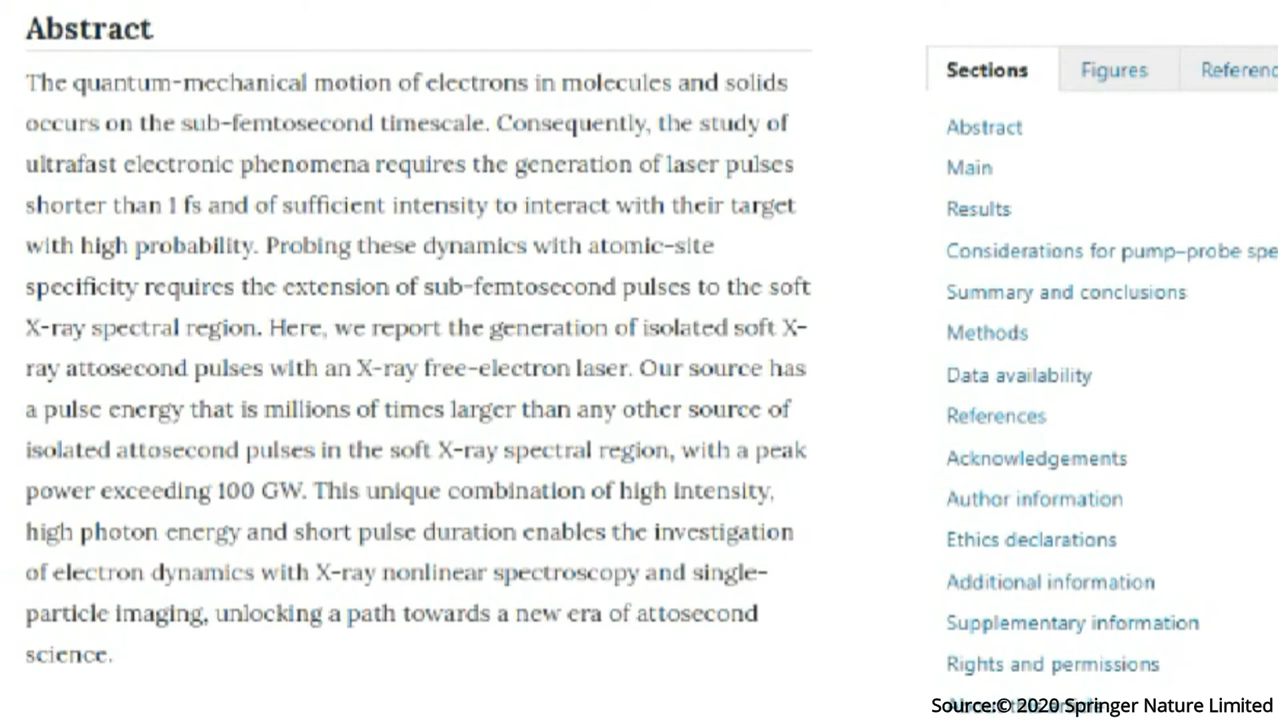 Abstract
The quantum-mechanical motion of electrons in molecules and solids
occurs on the sub-femtosecond timescale. Consequently, the study of
ultrafast electronic phenomena requires the generation of laser pulses
shorter than 1 fs and of sufficient intensity to interact with their target
with high probability. Probing these dynamics with atomic-site
specificity requires the extension of sub-femtosecond pulses to the soft
X-ray spectral region. Here, we report the generation of isolated soft X-
ray attosecond pulses with an X-ray free-electron laser. Our source has
a pulse energy that is millions of times larger than any other source of
isolated attosecond pulses in the soft X-ray spectral region, with a peak
power exceeding 100 GW. This unique combination of high intensity,
high photon energy and short pulse duration enables the investigation
of electron dynamics with X-ray nonlinear spectroscopy and single-
particle imaging, unlocking a path towards a new era of attosecond
science.
Sections Figures Referenc
Abstract
Main
Results
Considerations for pump–probe spe
Summary and conclusions
Methods
Data availability
References
Acknowledgements
Author information
Ethics declarations
Additional information
Supplementary information
Rights and permissions
Source:© 2020 Springer Nature Limited